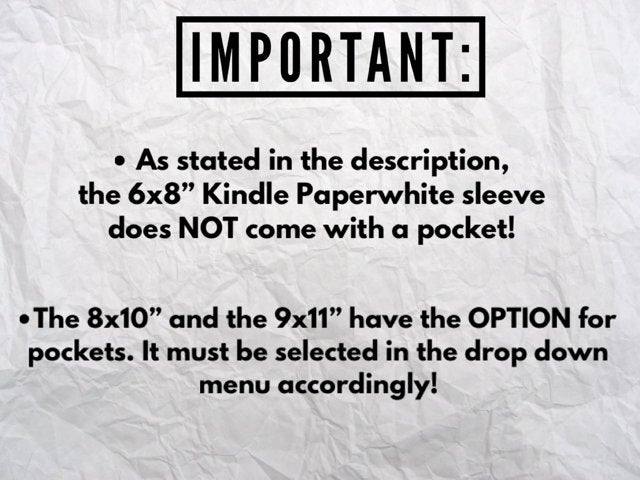 IMPORTANT:
• As stated in the description,
the 6x8” Kindle Paperwhite sleeve
does NOT come with a pocket!
•The 8x10” and the 9x11” have the OPTION for
pockets. It must be selected in the drop down
menu accordingly!